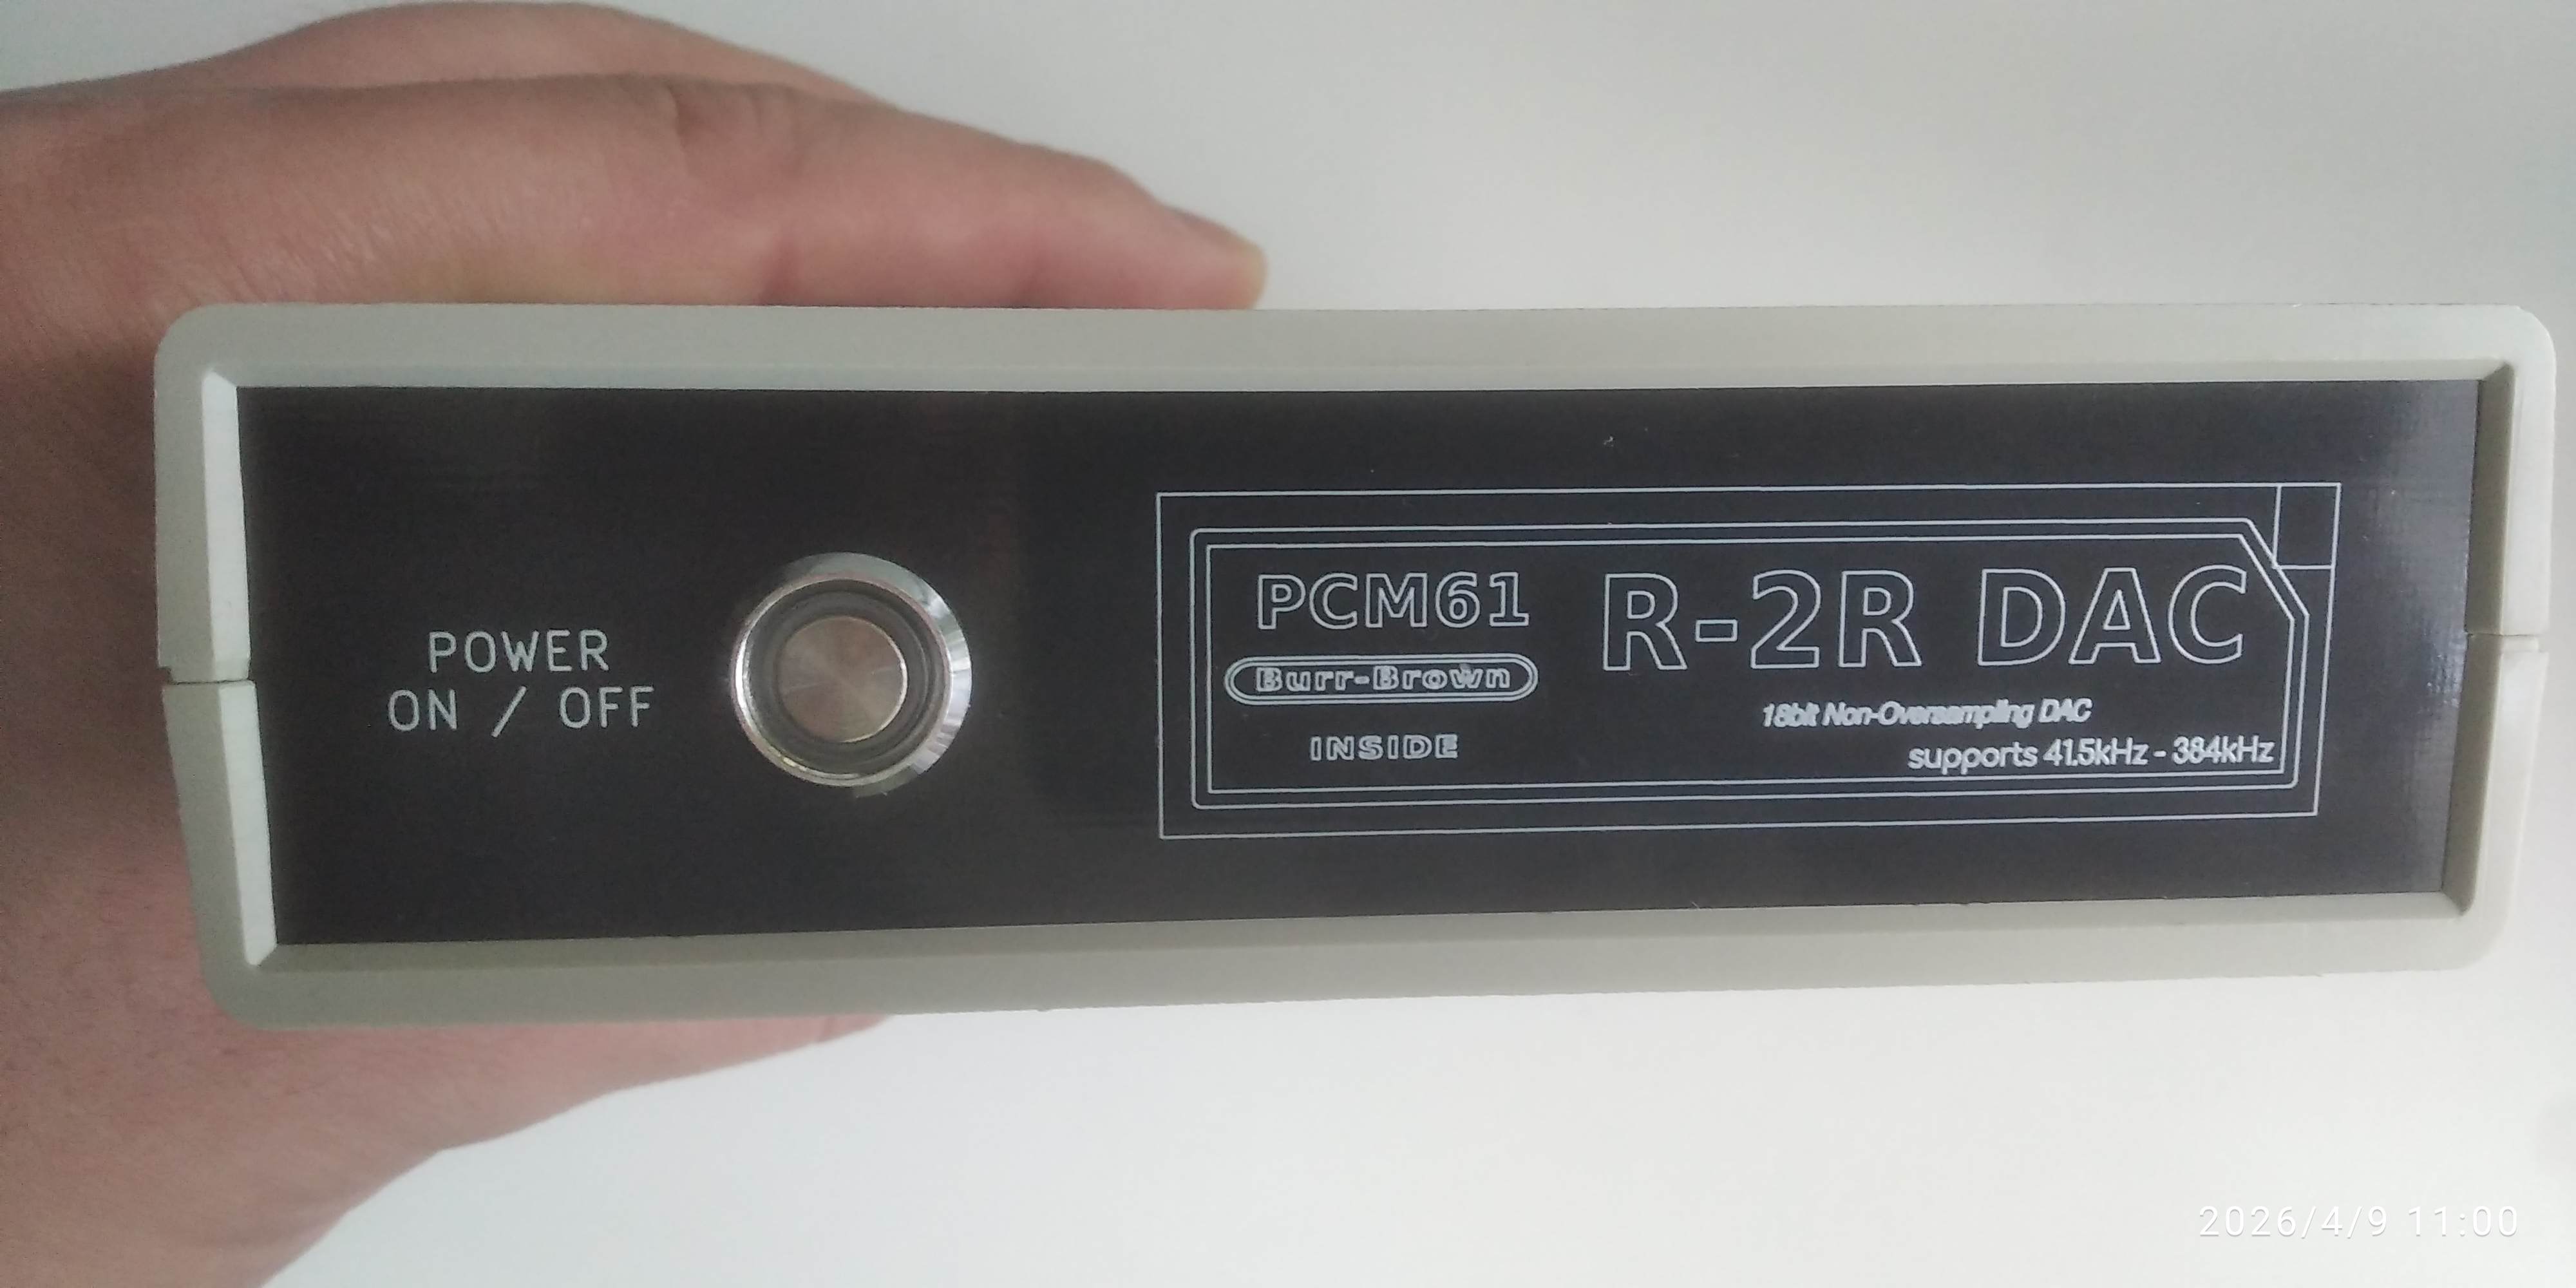 POWER
ON / OFF
PCM61
Burr-Brown
INSIDE
R-2R DAC
18bit Non-Oversampling DAC
supports 41.5kHz - 384kHz
2026/4/9 11:00